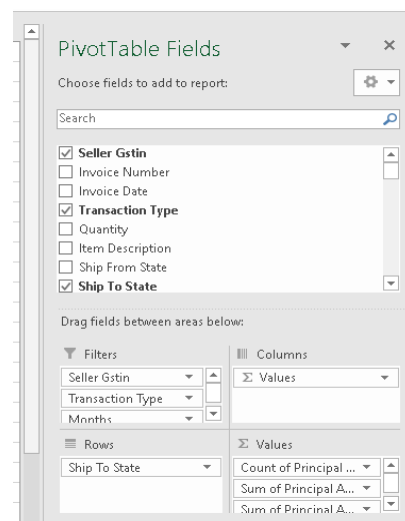 PivotTable Fields
Choose fields to add to report:
Search
Seller Gstin
Invoice Number
Invoice Date
Transaction Type
Quantity
Item Description
Ship From State
Ship To State
Drag fields between areas below:
Filters
Columns
Seller Gstin
Σ Values
Transaction Type
Months
Rows
Σ Values
Ship To State
Count of Principal ...
Sum of Principal A...
Sum of Principal A...